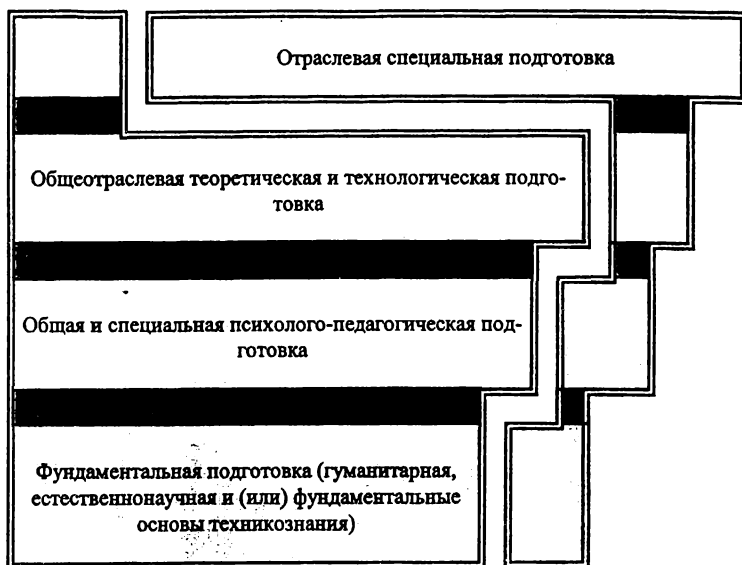 Отраслевая специальная подготовка
Общеотраслевая теоретическая и технологическая подго-
товка
Общая и специальная психолого-педагогическая под-
готовка
Фундаментальная подготовка (гуманитарная,
естественнонаучная и (или) фундаментальные
основы техникознания)